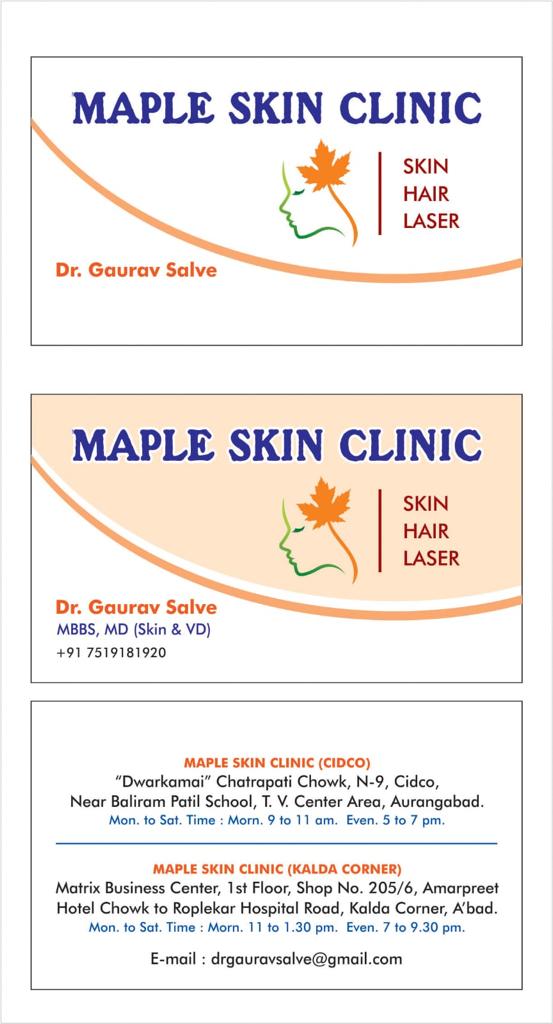 MAPLE SKIN CLINIC
SKIN
HAIR
LASER
Dr. Gaurav Salve
MAPLE SKIN CLINIC
SKIN
HAIR
LASER
Dr. Gaurav Salve
MBBS, MD (Skin & VD)
+91 7519181920
MAPLE SKIN CLINIC (CIDCO)
“Dwarkamai” Chatrapati Chowk, N-9, Cidco,
Near Baliram Patil School, T. V. Center Area, Aurangabad.
Mon. to Sat. Time : Morn. 9 to 11 am. Even. 5 to 7 pm.
MAPLE SKIN CLINIC (KALDA CORNER)
Matrix Business Center, 1st Floor, Shop No. 205/6, Amarpreet
Hotel Chowk to Roplekar Hospital Road, Kalda Corner, A’bad.
Mon. to Sat. Time : Morn. 11 to 1.30 pm. Even. 7 to 9.30 pm.
E-mail : drgauravsalve@gmail.com